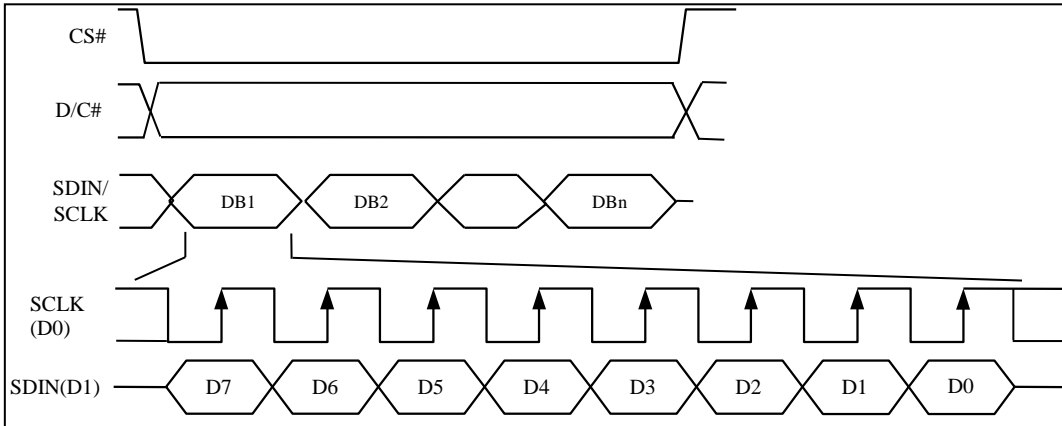 CS#
D/C#
SDIN/
SCLK
DB1 DB2 DBn
SCLK
(D0)
SDIN(D1) D7 D6 D5 D4 D3 D2 D1 D0